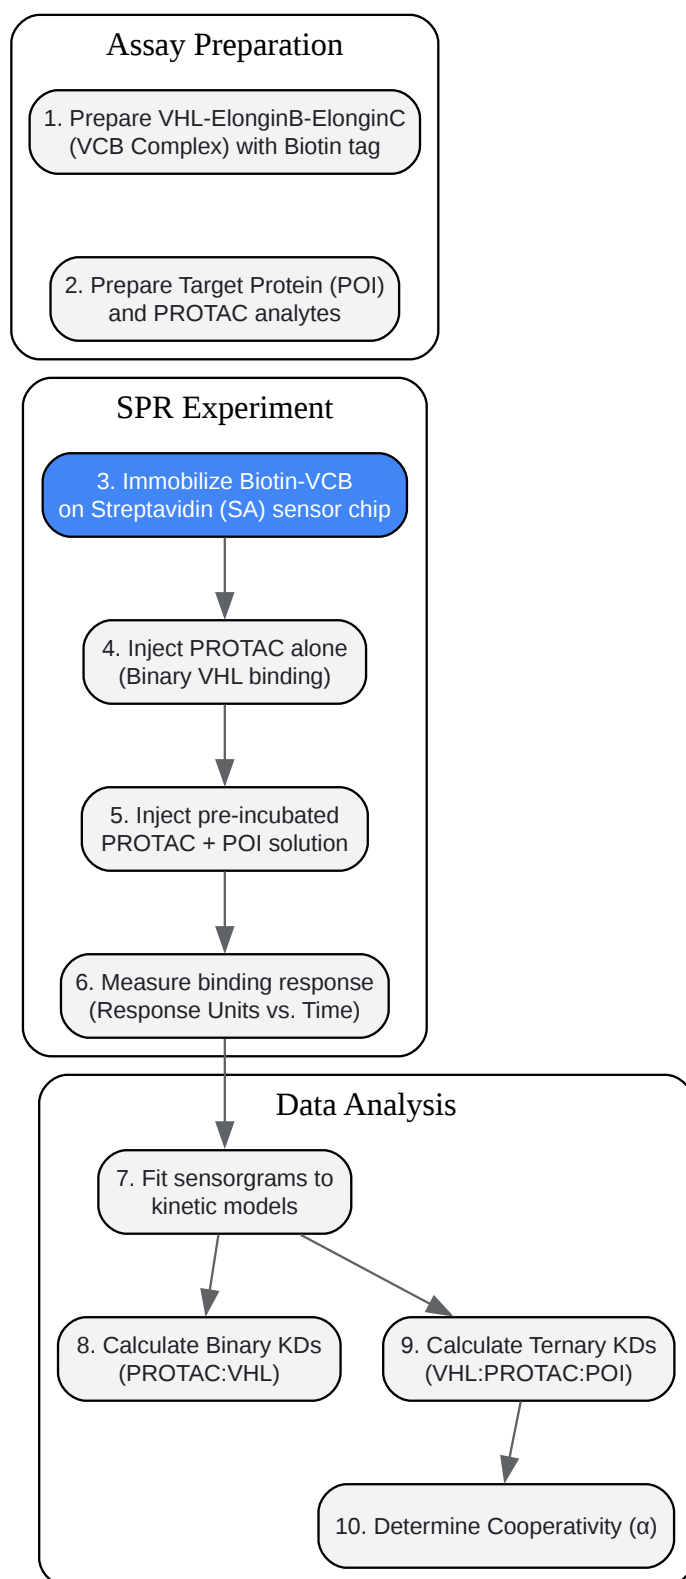 Assay Preparation
1. Prepare VHL-ElonginB-ElonginC
(VCB Complex) with Biotin tag
2. Prepare Target Protein (POI)
and PROTAC analytes
SPR Experiment
3. Immobilize Biotin-VCB
on Streptavidin (SA) sensor chip
4. Inject PROTAC alone
(Binary VHL binding)
5. Inject pre-incubated
PROTAC + POI solution
6. Measure binding response
(Response Units vs. Time)
Data Analysis
7. Fit sensorgrams to
kinetic models
8. Calculate Binary KDs
(PROTAC:VHL)
9. Calculate Ternary KDs
(VHL:PROTAC:POI)
10. Determine Cooperativity (α)